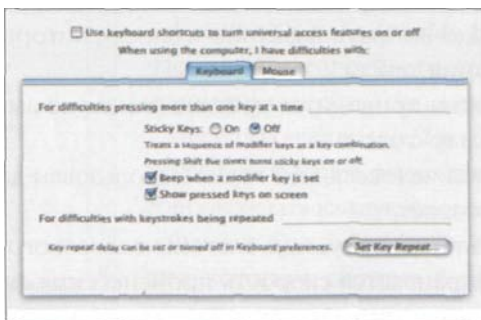 Use keyboard shortcuts to turn universal access features on or off
When using the computer, I have difficulties with:
Keyboard Mouse
For difficulties pressing more than one key at a time
Sticky Keys: On Off
Treats a sequence of modifier keys as a key combination.
Pressing Shift five times turns sticky keys on or off.
Beep when a modifier key is set
Show pressed keys on screen
For difficulties with keystrokes being repeated
Key repeat delay can be set or turned off in Keyboard preferences. Set Key Repeat...